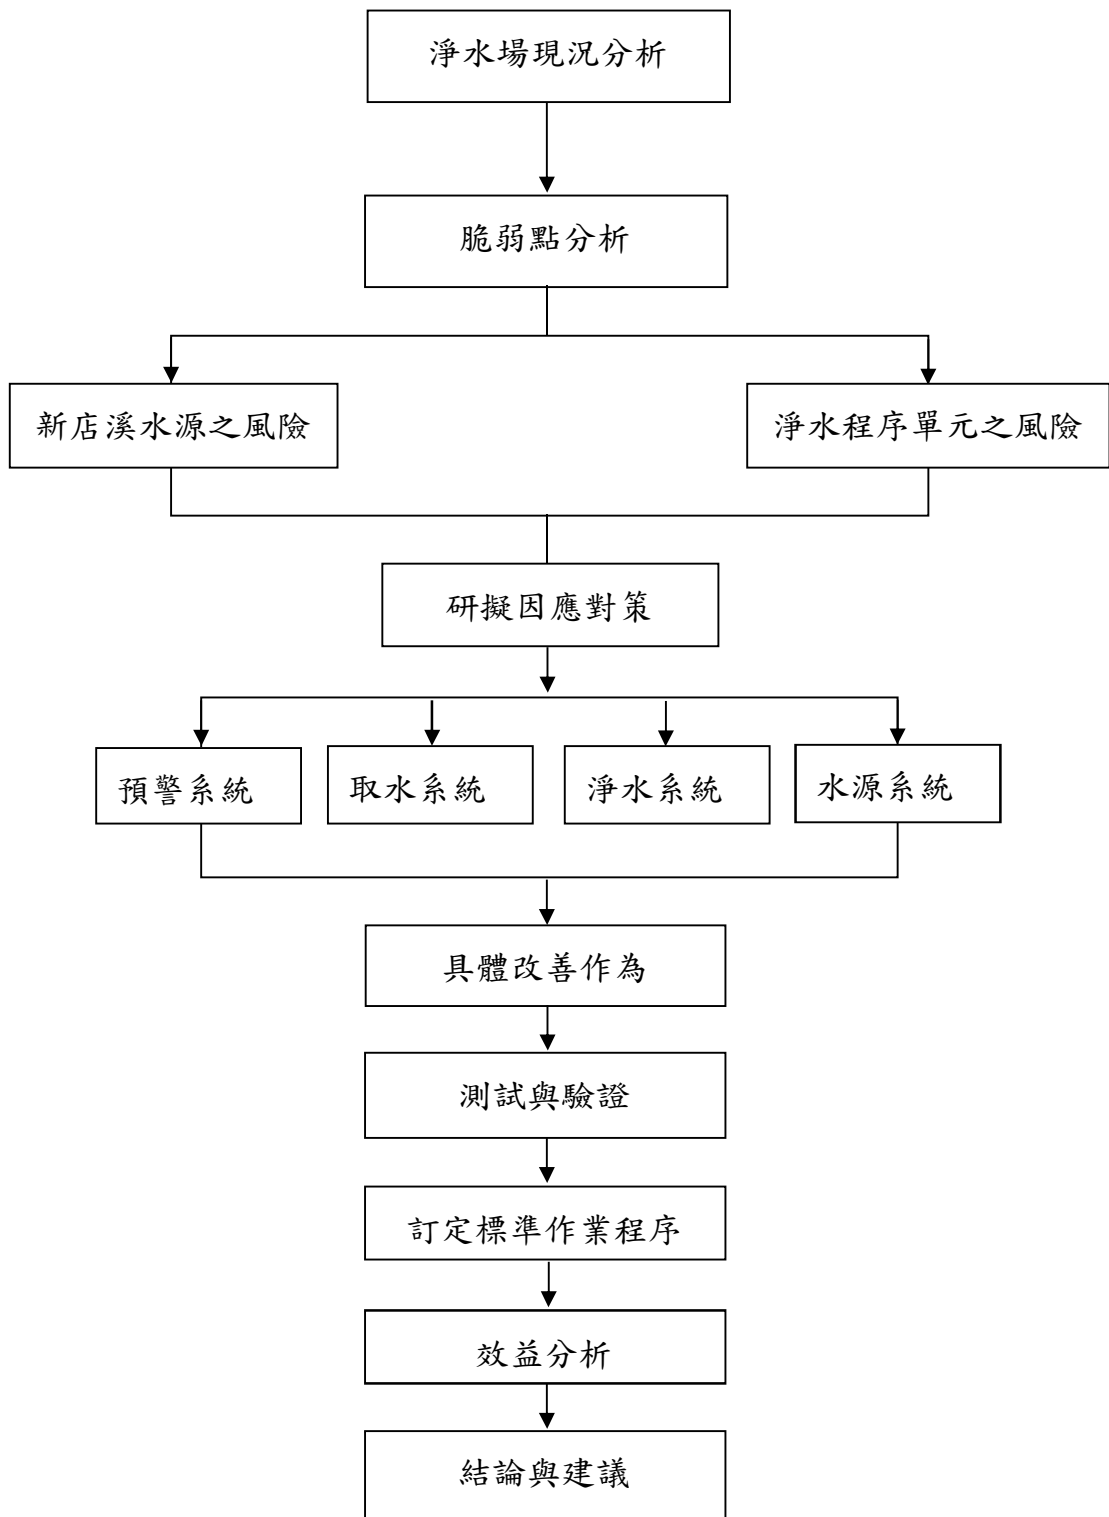 淨水場現況分析
脆弱點分析
新店溪水源之風險
淨水程序單元之風險
研擬因應對策
預警系統
取水系統
淨水系統
水源系統
具體改善作為
測試與驗證
訂定標準作業程序
效益分析
結論與建議